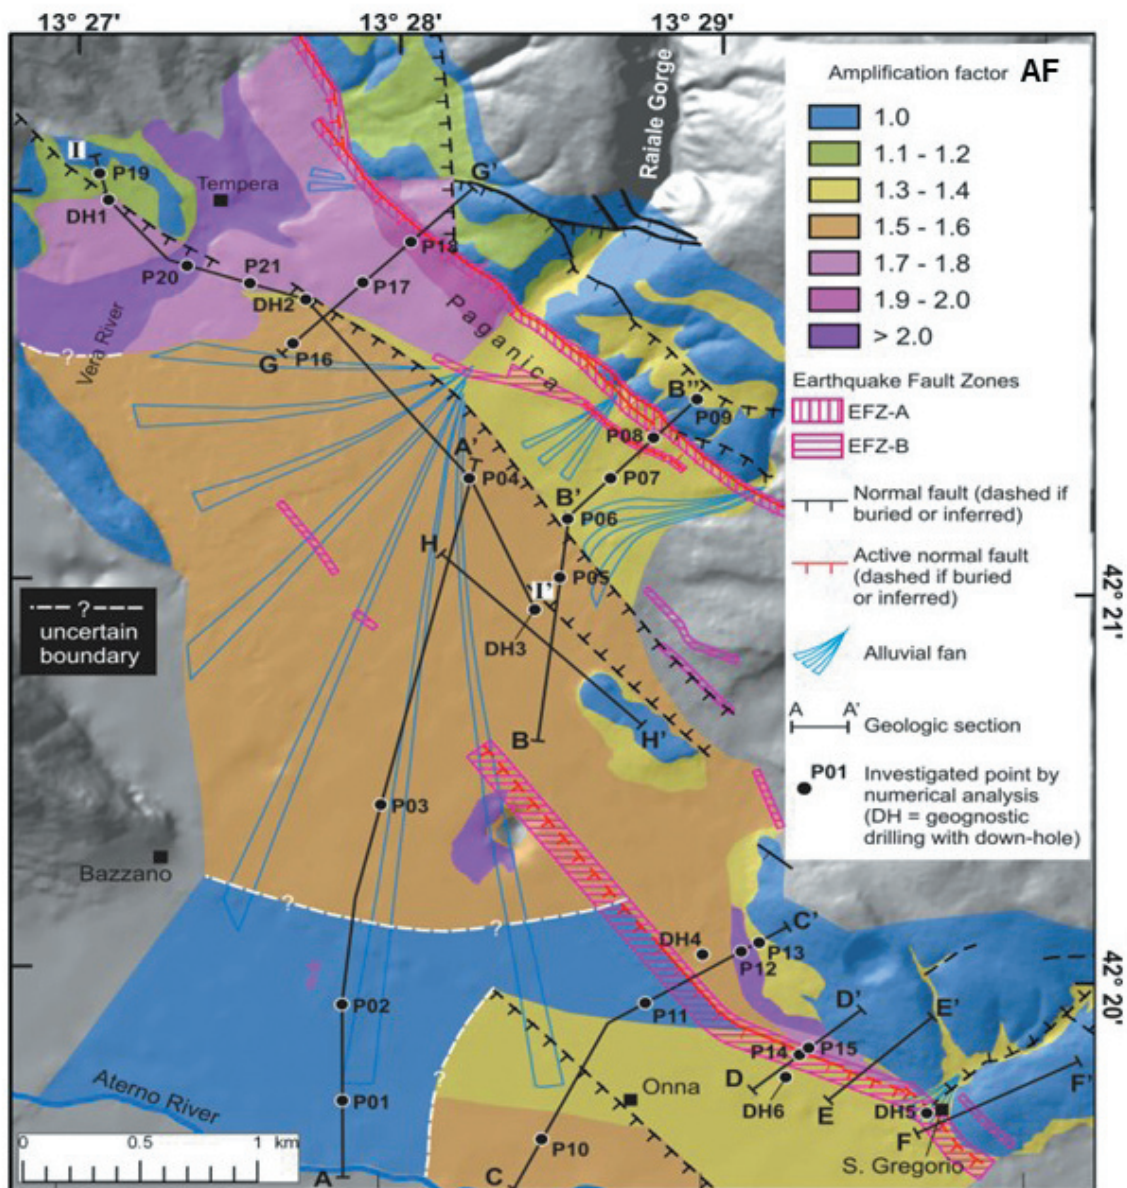 13° 27'
13° 28'
13° 29'
Raiale Gorge
Amplification factor AF
1.0
1.1 - 1.2
1.3 - 1.4
1.5 - 1.6
1.7 - 1.8
1.9 - 2.0
> 2.0
Earthquake Fault Zones
EFZ-A
EFZ-B
Normal fault (dashed if
buried or inferred)
Active normal fault
(dashed if buried
or inferred)
Alluvial fan
A A'
Geologic section
P01
Investigated point by
numerical analysis
(DH = geognostic
drilling with down-hole)
I
P19
Tempera
DH1
G'
P18
P20
P21
P17
DH2
Paganica
Vera River
?
P16
G
B''
P09
P08
A'
P04
P07
B'
P06
H
P05
'I'
DH3
42° 21'
- ? -
uncertain
boundary
B
H'
P03
Bazzano
?
?
C'
DH4
P13
P12
42° 20'
P02
P11
D'
E'
P14
P15
?
Onna
D
DH6
E
DH5
F'
F
S. Gregorio
Aterno River
P01
P10
0 0.5 1 km
A
C